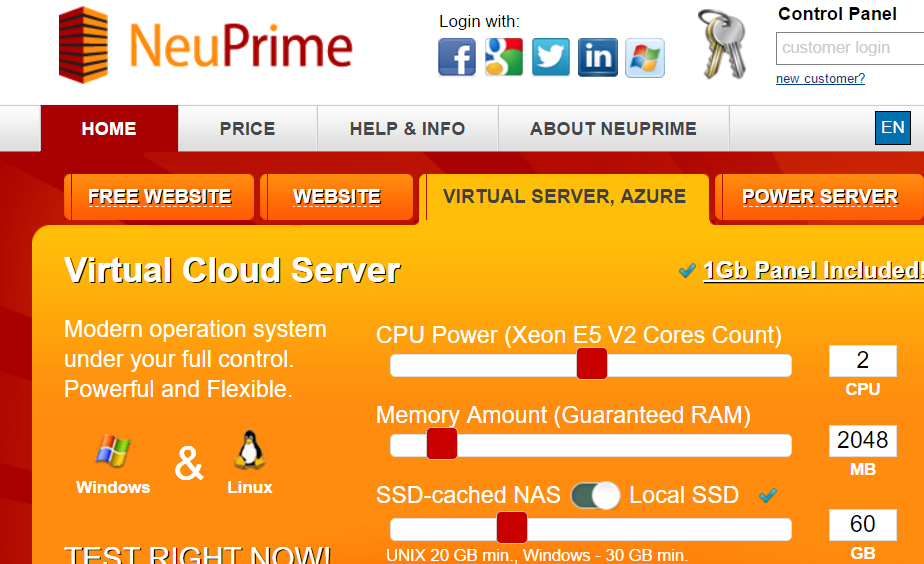 NeuPrime
Login with:
Control Panel
customer login
new customer?
HOME
PRICE
HELP & INFO
ABOUT NEUPRIME
EN
FREE WEBSITE
WEBSITE
VIRTUAL SERVER, AZURE
POWER SERVER
Virtual Cloud Server
1Gb Panel Included!
Modern operation system
under your full control.
Powerful and Flexible.
Windows
&
Linux
CPU Power (Xeon E5 V2 Cores Count)
2
CPU
Memory Amount (Guaranteed RAM)
2048
MB
SSD-cached NAS
Local SSD
60
GB
UNIX 20 GB min., Windows - 30 GB min.
TEST RIGHT NOW!